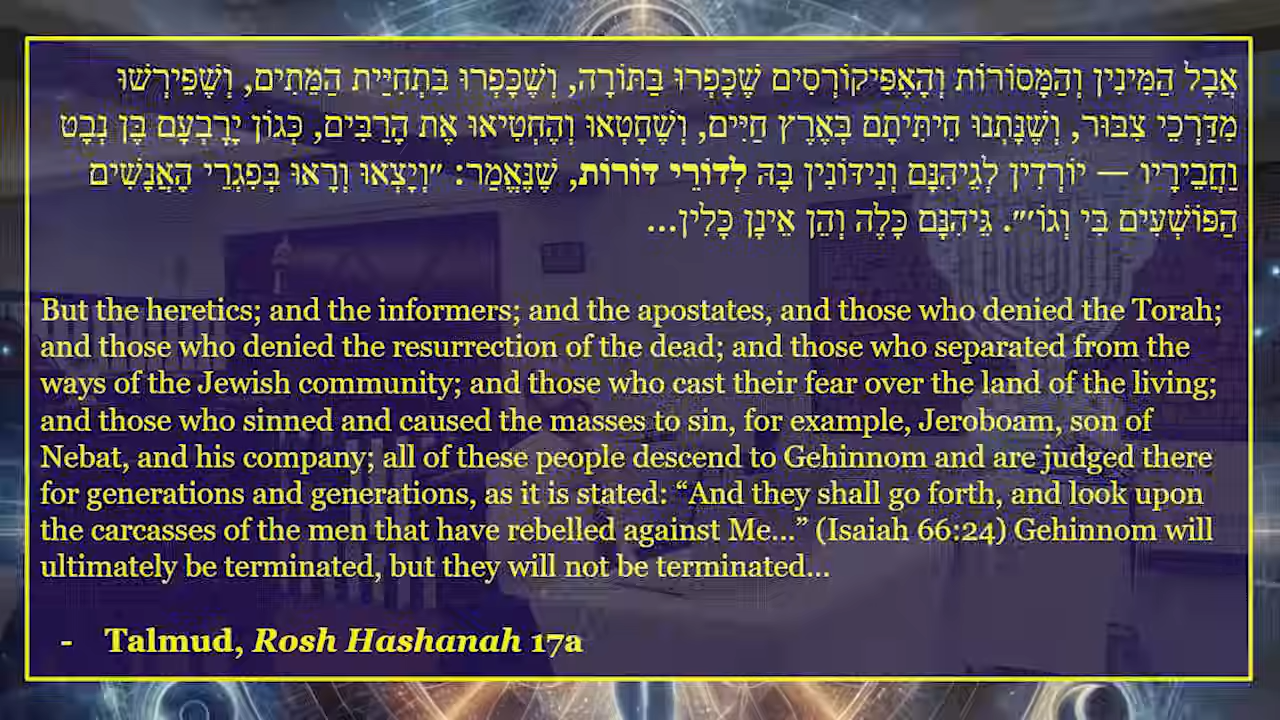 אֲבָל הַמִּינִין וְהַמָּסוֹרוֹת וְהָאֶפִּיקוֹרְסִים שֶׁכָּפְרוּ בַּתּוֹרָה, וְשֶׁכָּפְרוּ בִּתְחִיַּית הַמֵּתִים, וְשֶׁפֵּירְשׁוּ
מִדַּרְכֵי צִבּוּר, וְשֶׁנָּתְנוּ חִיתִּיתָם בְּאֶרֶץ חַיִּים, וְשֶׁחָטְאוּ וְהֶחְטִיאוּ אֶת הָרַבִּים, כְּגוֹן יָרׇבְעָם בֶּן נְבָט
וַחֲבֵירָיו — יוֹרְדִין לְגֵיהִנָּם וְנִידּוֹנִין בָּהּ לְדוֹרֵי דוֹרוֹת, שֶׁנֶּאֱמַר: ״וְיָצְאוּ וְרָאוּ בְּפִגְרֵי הָאֲנָשִׁים
הַפּוֹשְׁעִים בִּי וְגוֹ׳״. גֵּיהִנָּם כָּלֶה וְהֵן אֵינָן כָּלִין...
But the heretics; and the informers; and the apostates, and those who denied the Torah;
and those who denied the resurrection of the dead; and those who separated from the
ways of the Jewish community; and those who cast their fear over the land of the living;
and those who sinned and caused the masses to sin, for example, Jeroboam, son of
Nebat, and his company; all of these people descend to Gehinnom and are judged there
for generations and generations, as it is stated: “And they shall go forth, and look upon
the carcasses of the men that have rebelled against Me...” (Isaiah 66:24) Gehinnom will
ultimately be terminated, but they will not be terminated...
- Talmud, Rosh Hashanah 17a